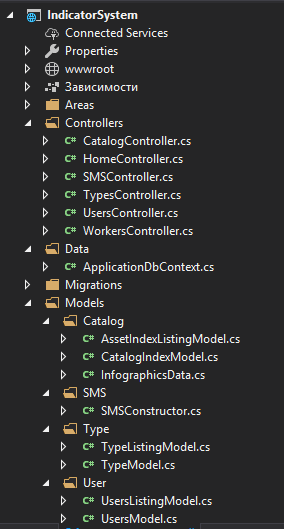 IndicatorSystem
Connected Services
Properties
wwwroot
Зависимости
Areas
Controllers
C# CatalogController.cs
C# HomeController.cs
C# SMSController.cs
C# TypesController.cs
C# UsersController.cs
C# WorkersController.cs
Data
C# ApplicationDbContext.cs
Migrations
Models
Catalog
C# AssetIndexListingModel.cs
C# CatalogIndexModel.cs
C# InfographicsData.cs
SMS
C# SMSConstructor.cs
Type
C# TypeListingModel.cs
C# TypeModel.cs
User
C# UsersListingModel.cs
C# UsersModel.cs